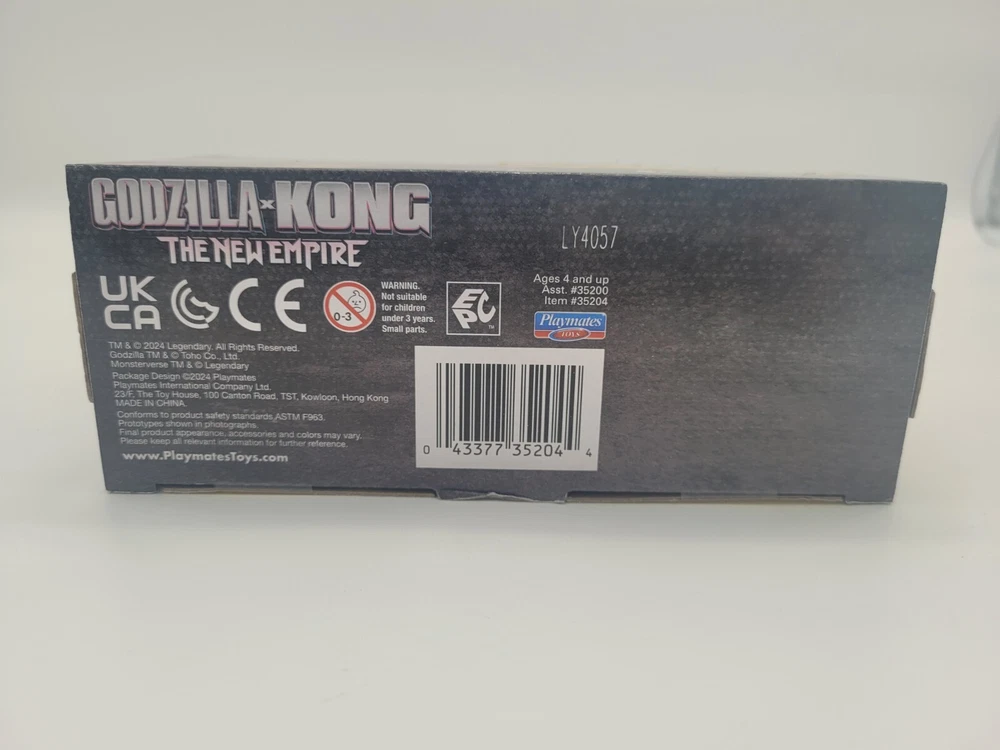 GODZILLA x KONG
THE NEW EMPIRE
LY4057
UK
CA
CE
0-3
WARNING.
Not suitable
for children
under 3 years.
Small parts.
EPC
TM
Ages 4 and up
Asst. #35200
Item #35204
Playmates
TOYS
TM & © 2024 Legendary. All Rights Reserved.
Godzilla TM & © Toho Co., Ltd.
Monsterverse TM & © Legendary
Package Design ©2024 Playmates
Playmates International Company Ltd.
23/F, The Toy House, 100 Canton Road, TST, Kowloon, Hong Kong
MADE IN CHINA.
Conforms to product safety standards ASTM F963.
Prototypes shown in photographs.
Final product appearance, accessories and colors may vary.
Please keep all relevant information for further reference.
www.PlaymatesToys.com
0 43377 35204 4